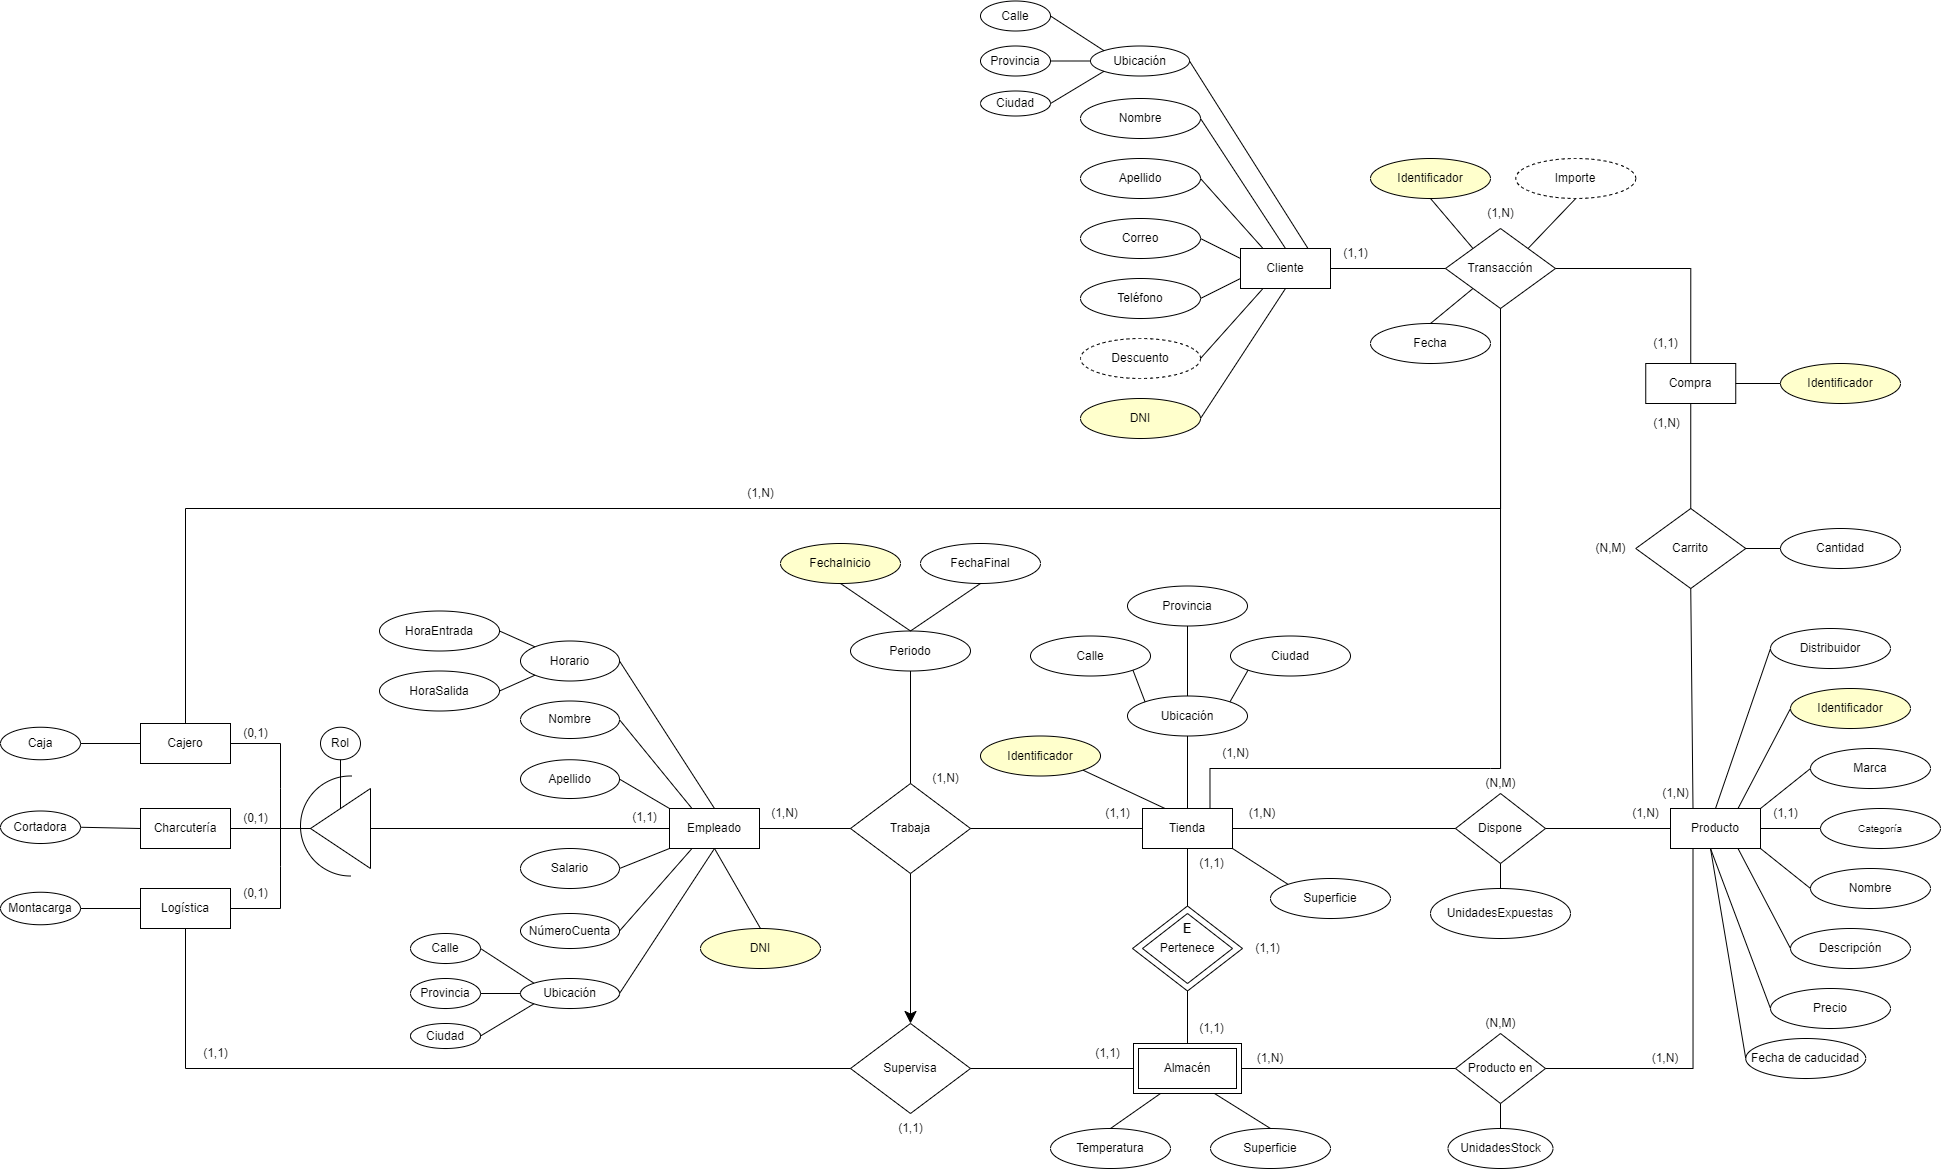 Calle
Provincia
Ubicación
Ciudad
Nombre
Apellido
Identificador
Importe
(1,N)
Correo
(1,1)
Cliente
Transacción
Teléfono
Fecha
(1,1)
Descuento
Compra
Identificador
DNI
(1,N)
(1,N)
(N,M)
Carrito
Cantidad
FechaInicio
FechaFinal
Provincia
HoraEntrada
Periodo
Calle
Ciudad
Distribuidor
Horario
HoraSalida
Identificador
Nombre
Ubicación
Caja
Cajero
(0,1)
Rol
Identificador
(1,N)
Marca
Apellido
(1,N)
(N,M)
(1,N)
Cortadora
Charcutería
(0,1)
(1,1)
Empleado
(1,N)
Trabaja
(1,1)
Tienda
(1,N)
Dispone
(1,N)
Producto
(1,1)
Categoría
Salario
(1,1)
Superficie
Nombre
Montacarga
Logística
(0,1)
UnidadesExpuestas
NúmeroCuenta
E
Pertenece
(1,1)
Calle
DNI
Descripción
Provincia
Ubicación
Precio
Ciudad
(1,1)
(N,M)
(1,1)
(1,1)
Supervisa
Almacén
(1,N)
Producto en
(1,N)
Fecha de caducidad
(1,1)
Temperatura
Superficie
UnidadesStock